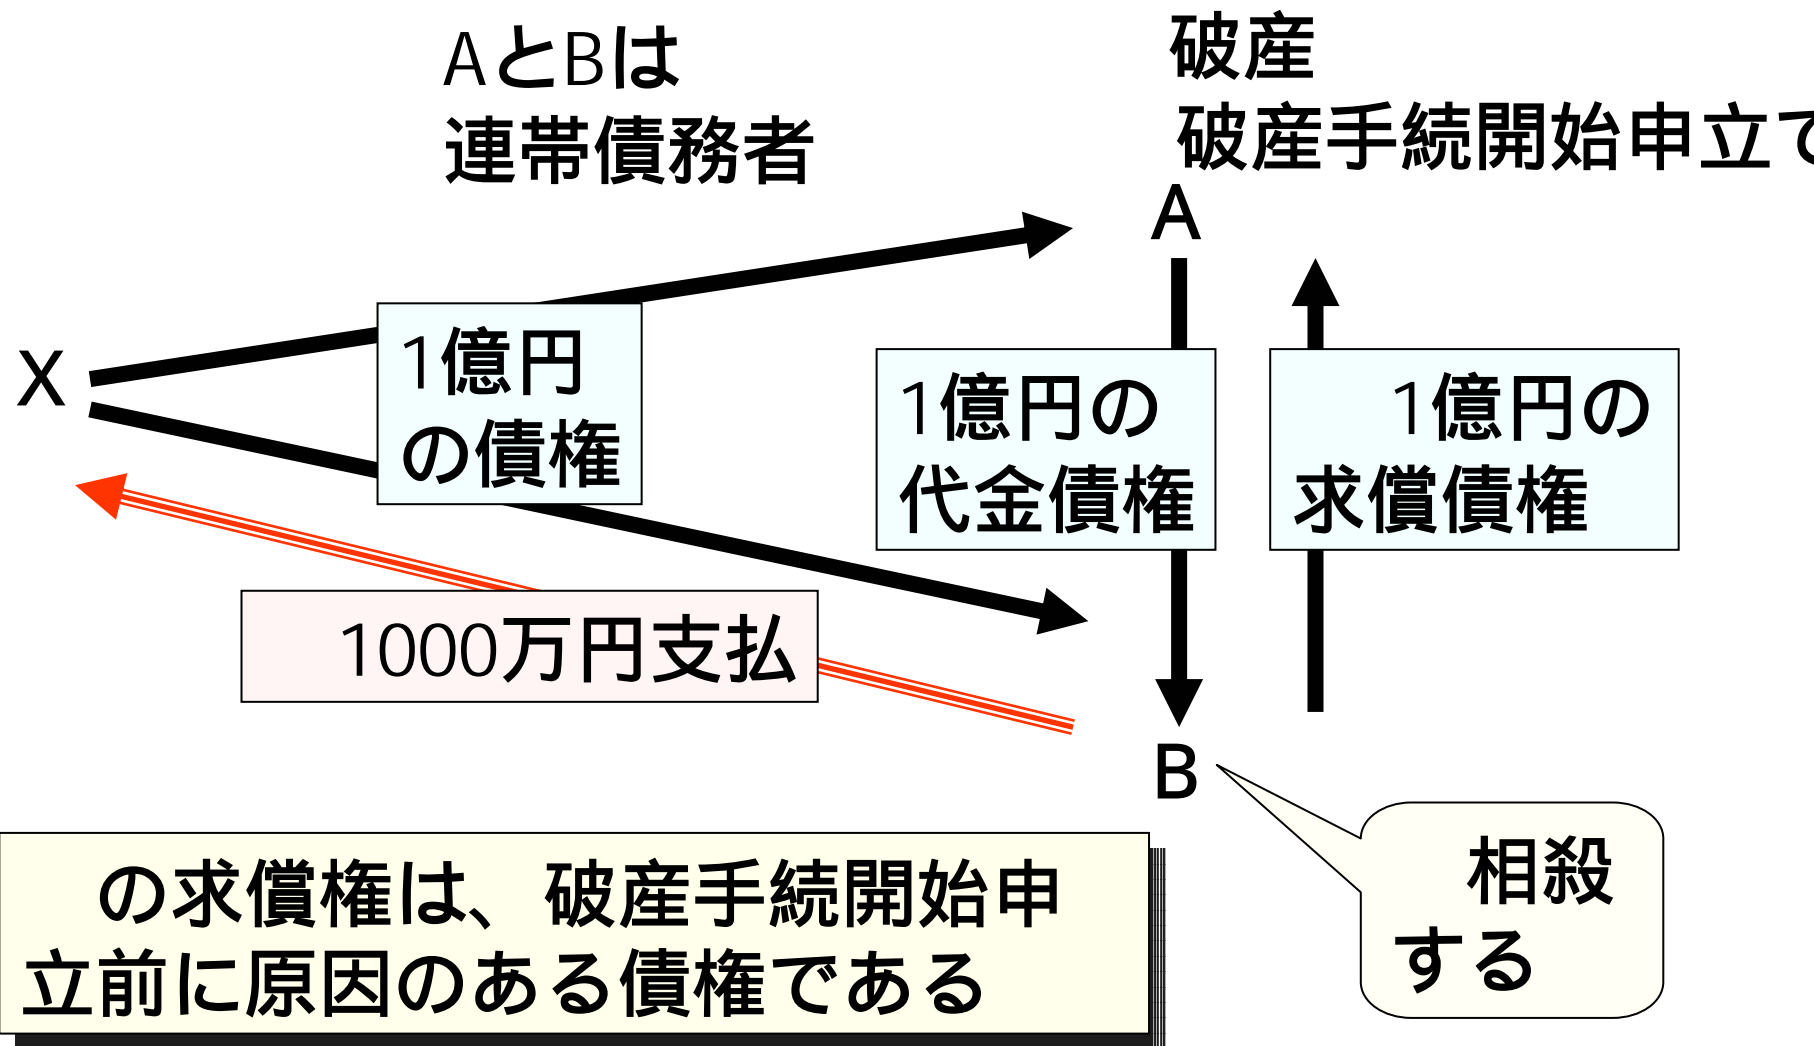 AとBは
連帯債務者
破産
破産手続開始申立て
A
X
1億円
の債権
1億円の
代金債権
1億円の
求償債権
1000万円支払
B
相殺
する
の求償権は、破産手続開始申
立前に原因のある債権である